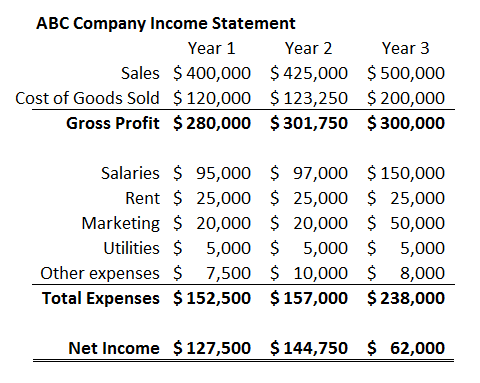 ABC Company Income Statement
Year 1 Year 2 Year 3
Sales $ 400,000 $ 425,000 $ 500,000
Cost of Goods Sold $ 120,000 $ 123,250 $ 200,000
Gross Profit $ 280,000 $ 301,750 $ 300,000
Salaries $ 95,000 $ 97,000 $ 150,000
Rent $ 25,000 $ 25,000 $ 25,000
Marketing $ 20,000 $ 20,000 $ 50,000
Utilities $ 5,000 $ 5,000 $ 5,000
Other expenses $ 7,500 $ 10,000 $ 8,000
Total Expenses $ 152,500 $ 157,000 $ 238,000
Net Income $ 127,500 $ 144,750 $ 62,000